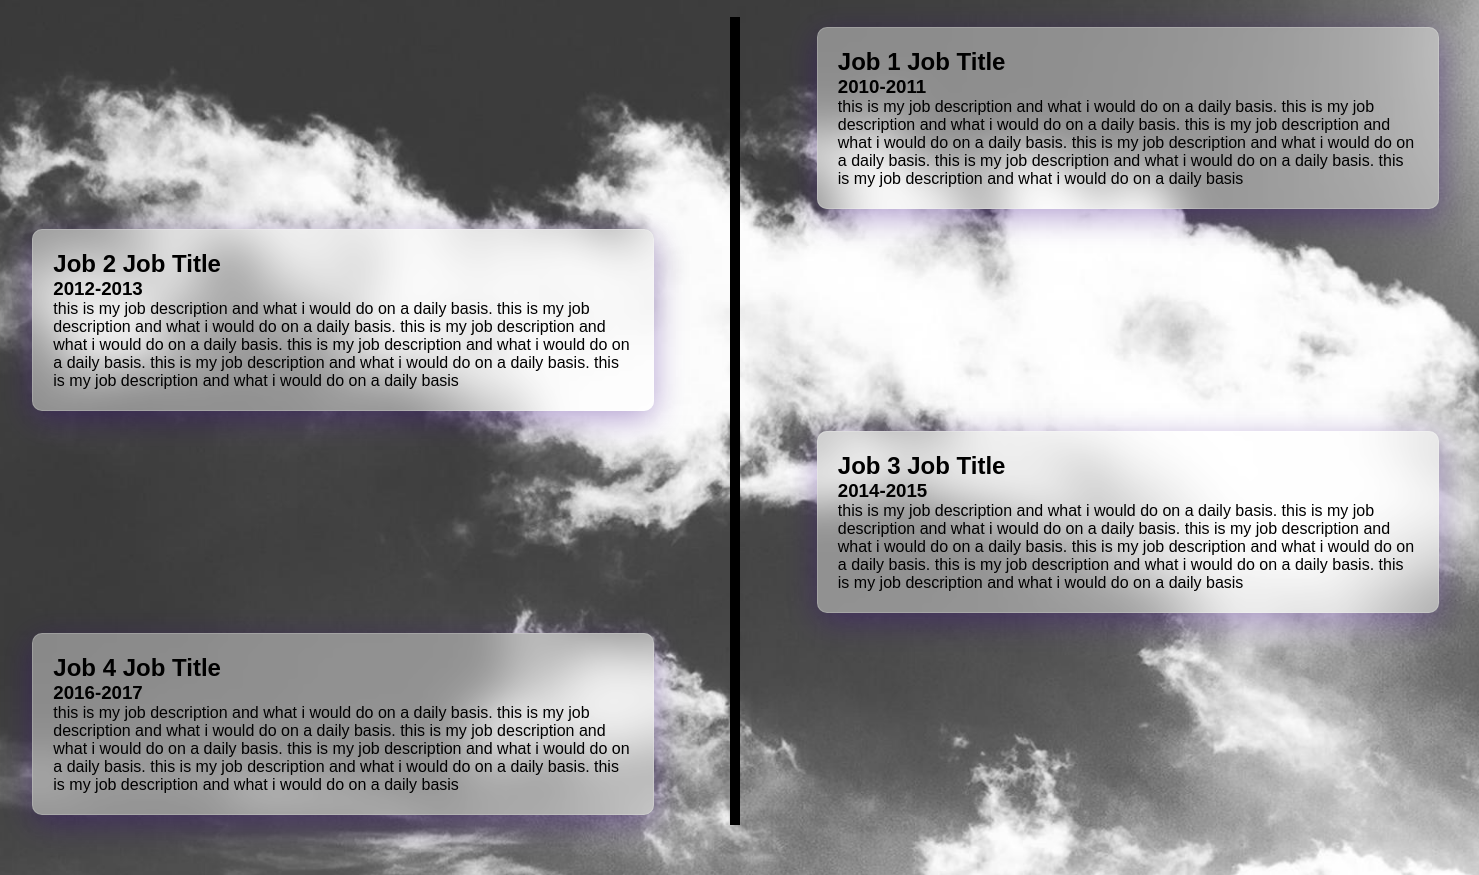 Job 1 Job Title
2010-2011
this is my job description and what i would do on a daily basis. this is my job
description and what i would do on a daily basis. this is my job description and
what i would do on a daily basis. this is my job description and what i would do on
a daily basis. this is my job description and what i would do on a daily basis. this
is my job description and what i would do on a daily basis
Job 2 Job Title
2012-2013
this is my job description and what i would do on a daily basis. this is my job
description and what i would do on a daily basis. this is my job description and
what i would do on a daily basis. this is my job description and what i would do on
a daily basis. this is my job description and what i would do on a daily basis. this
is my job description and what i would do on a daily basis
Job 3 Job Title
2014-2015
this is my job description and what i would do on a daily basis. this is my job
description and what i would do on a daily basis. this is my job description and
what i would do on a daily basis. this is my job description and what i would do on
a daily basis. this is my job description and what i would do on a daily basis. this
is my job description and what i would do on a daily basis
Job 4 Job Title
2016-2017
this is my job description and what i would do on a daily basis. this is my job
description and what i would do on a daily basis. this is my job description and
what i would do on a daily basis. this is my job description and what i would do on
a daily basis. this is my job description and what i would do on a daily basis. this
is my job description and what i would do on a daily basis